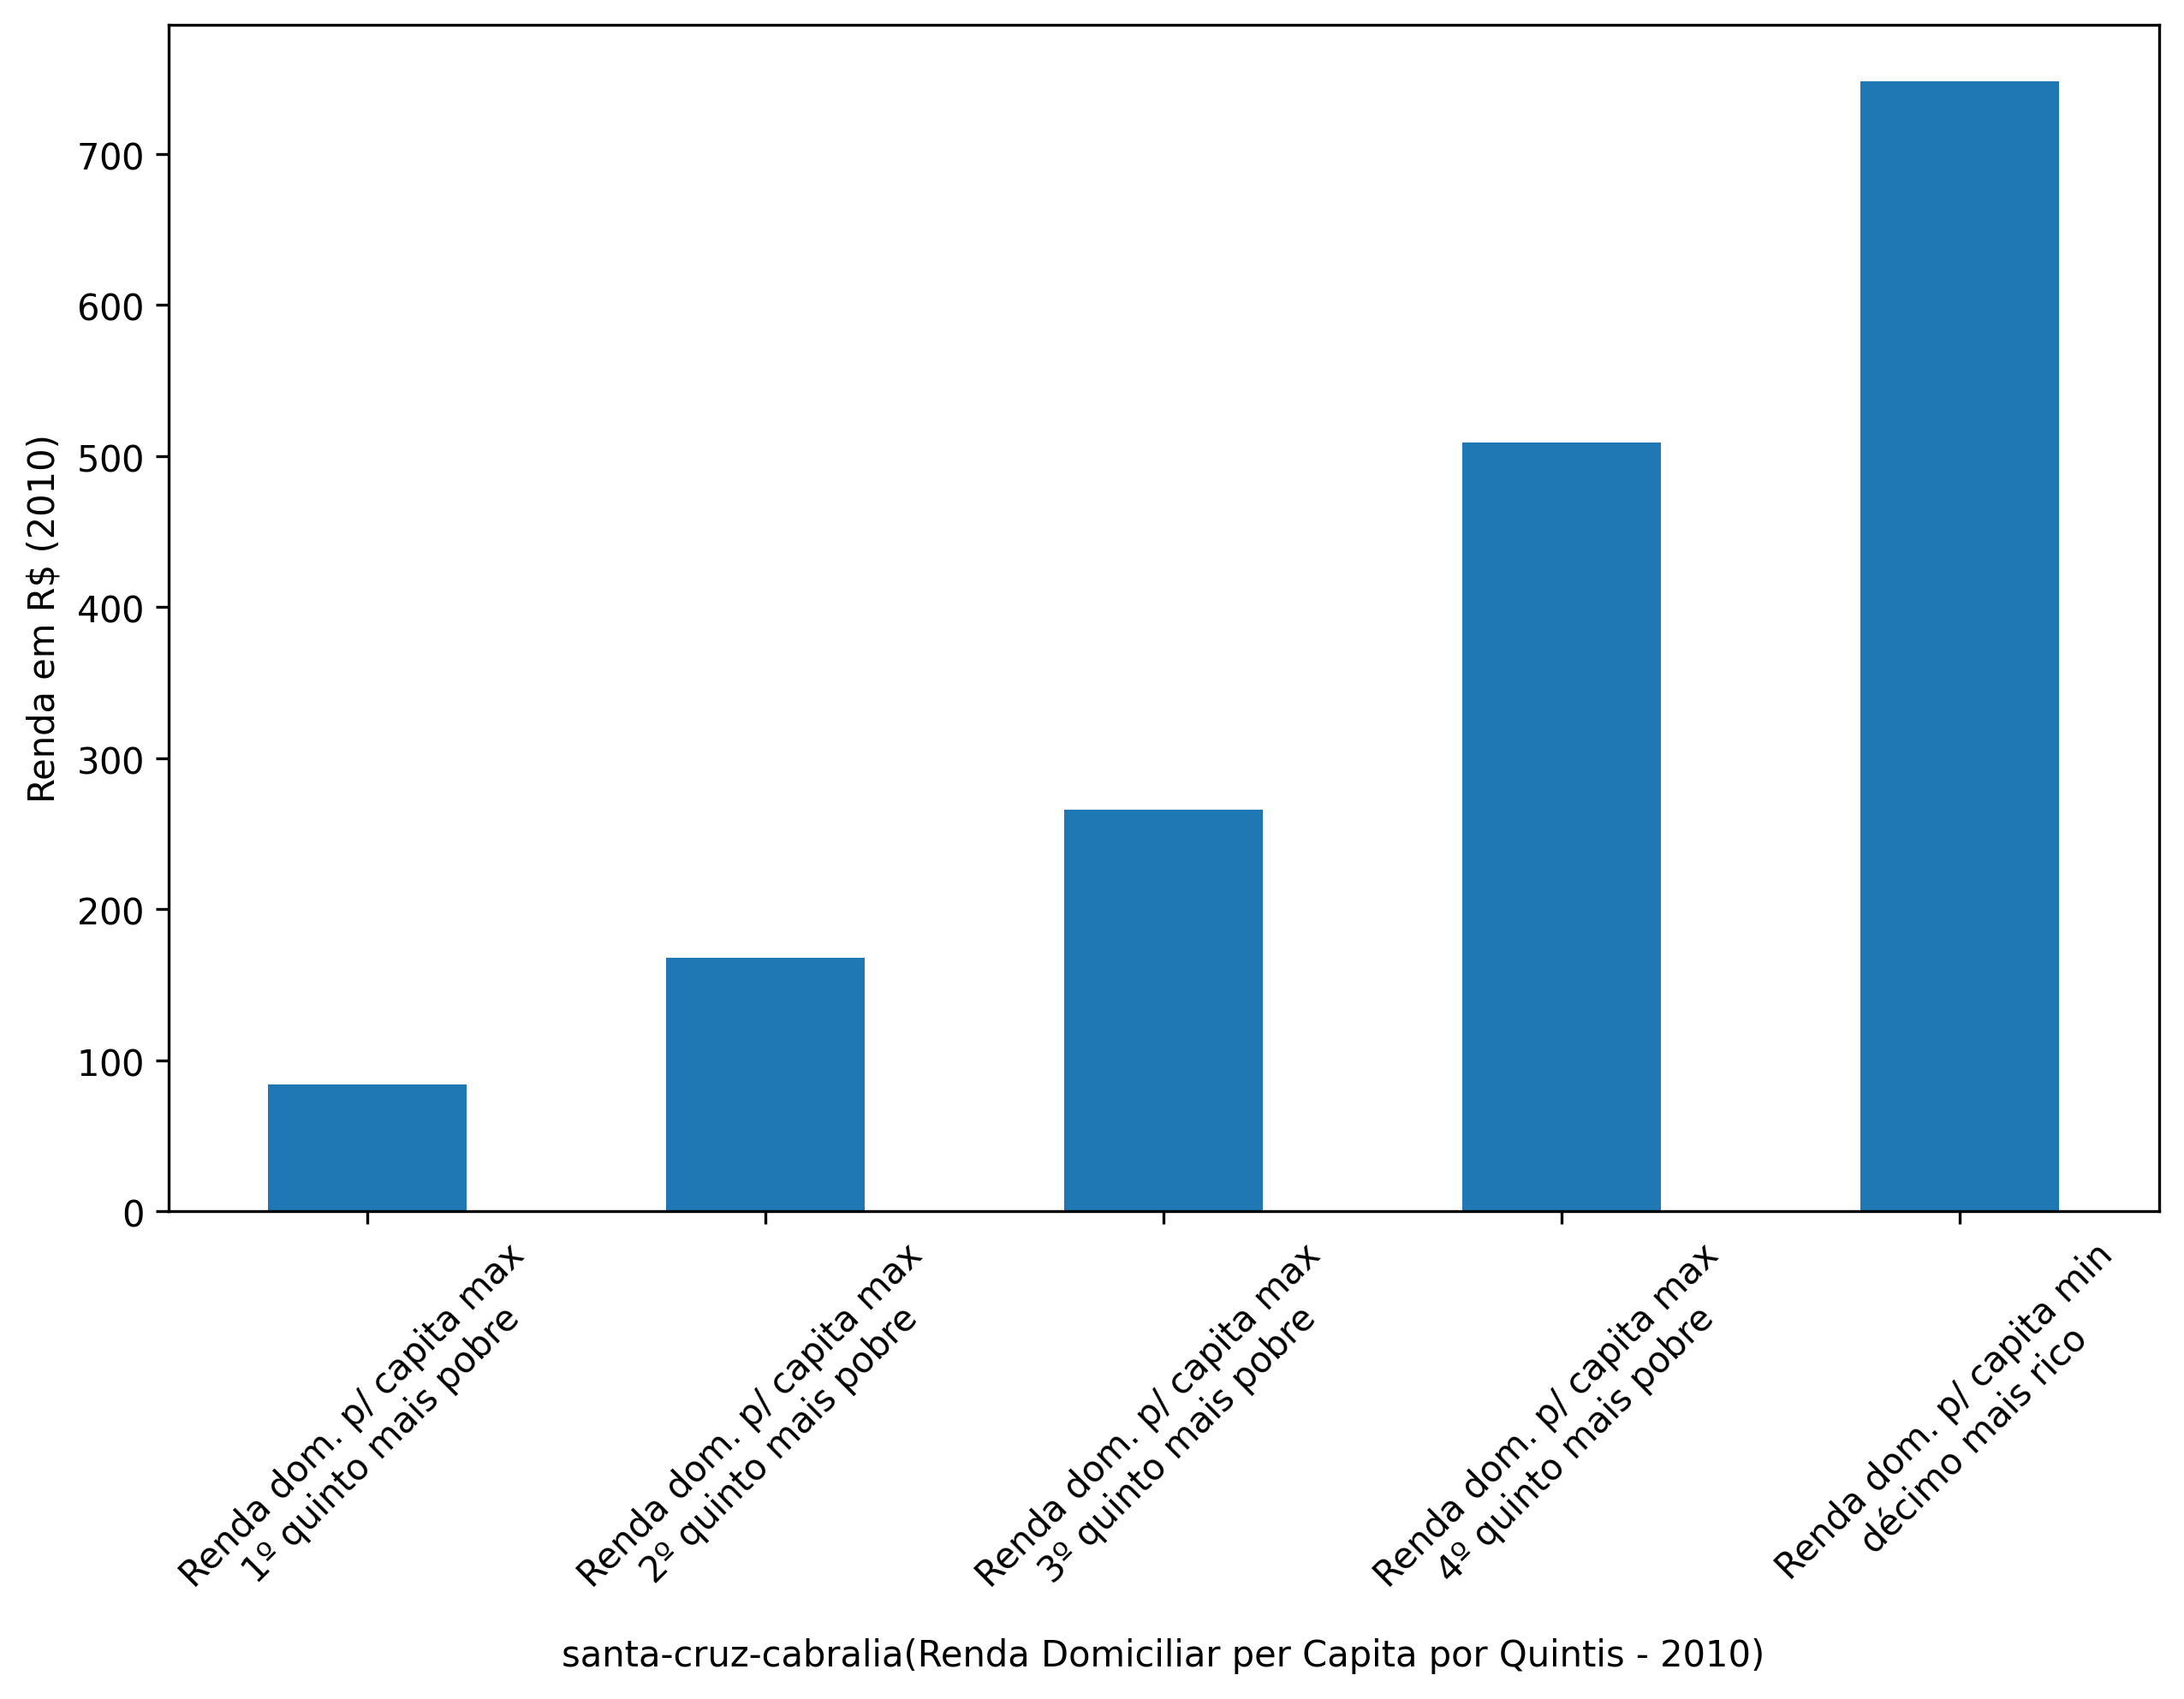 Renda em R$ (2010)
700
600
500
400
300
200
100
0
Renda dom. p/ capita max
1º quinto mais pobre
Renda dom. p/ capita max
2º quinto mais pobre
Renda dom. p/ capita max
3º quinto mais pobre
Renda dom. p/ capita max
4º quinto mais pobre
Renda dom. p/ capita min
décimo mais rico
santa-cruz-cabralia(Renda Domiciliar per Capita por Quintis - 2010)